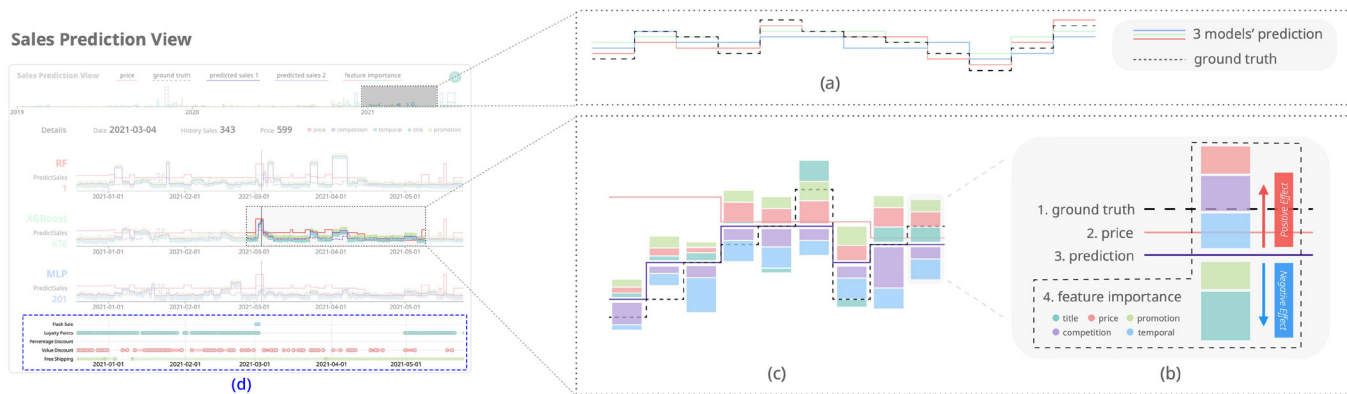 Sales Prediction View
Sales Prediction View price ground truth predicted sales 1 predicted sales 2 feature importance
2019 2020 2021
Details Date 2021-03-04 History Sales 343 Price 599 price competition temporal title promotion
RF
PredictSales
1
2021-01-01 2021-02-01 2021-03-01 2021-04-01 2021-05-01
XGBoost
PredictSales
676
2021-01-01 2021-02-01 2021-03-01 2021-04-01 2021-05-01
MLP
PredictSales
201
2021-01-01 2021-02-01 2021-03-01 2021-04-01 2021-05-01
Flash Sale
Loyalty Points
Percentage Discount
Value Discount
Free Shipping
2021-01-01 2021-02-01 2021-03-01 2021-04-01 2021-05-01
(d)
3 models' prediction
ground truth
(a)
(c)
1. ground truth
2. price
3. prediction
4. feature importance
title price promotion
competition temporal
Positive Effect
Negative Effect
(b)